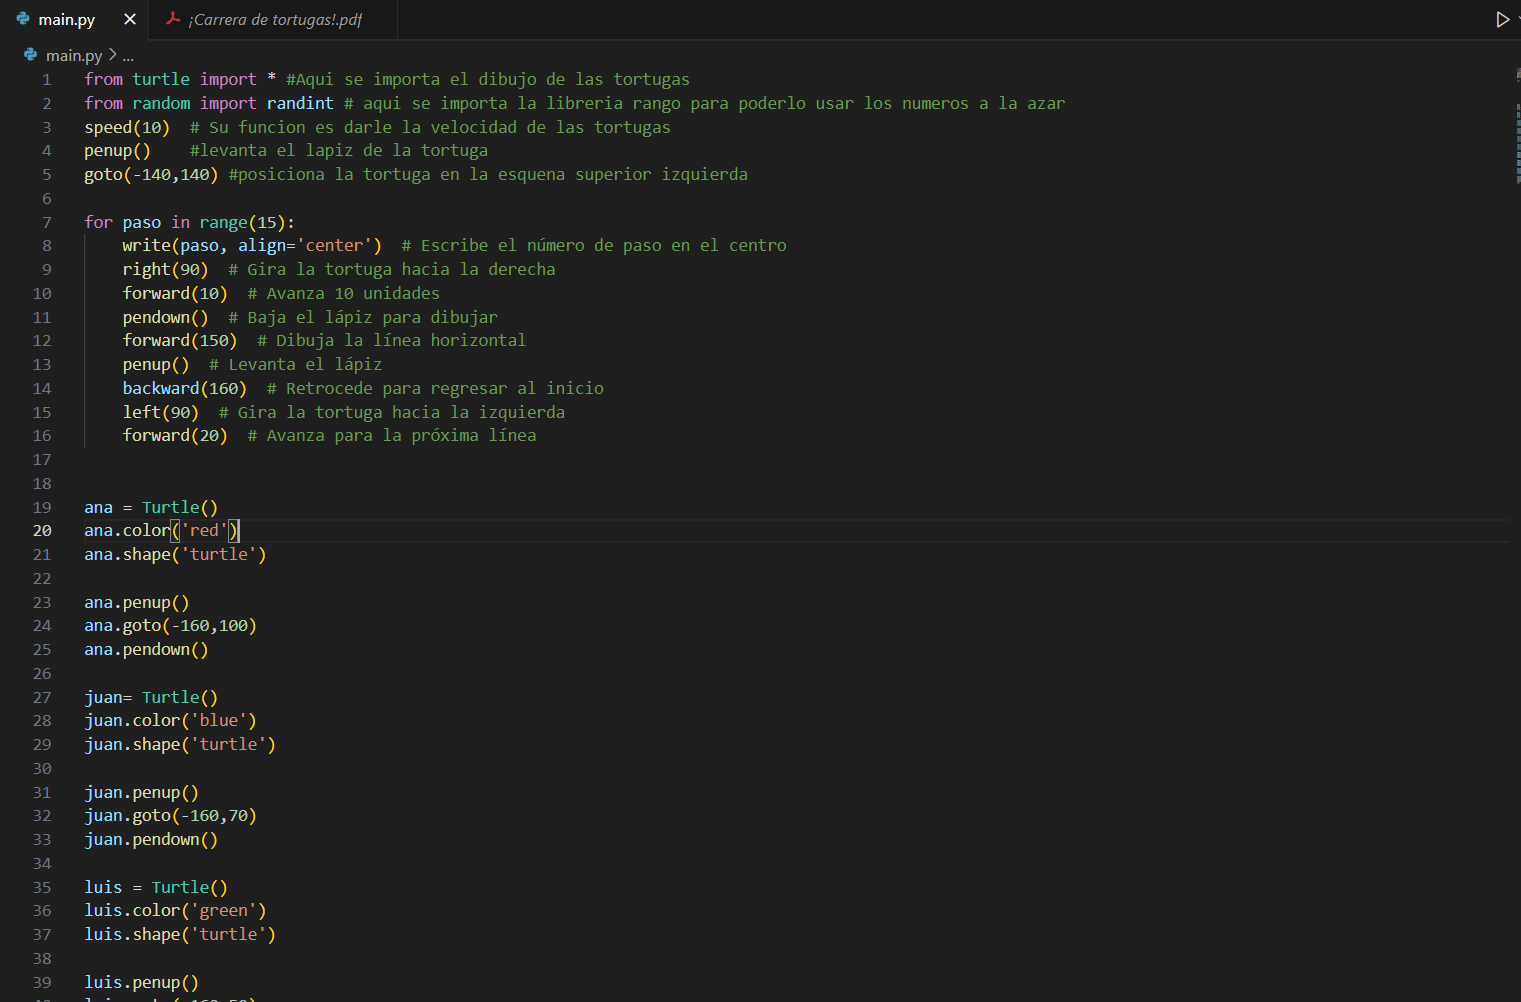 main.py
¡Carrera de tortugas!.pdf
main.py > ...
1 from turtle import * #Aqui se importa el dibujo de las tortugas
2 from random import randint # aqui se importa la libreria rango para poderlo usar los numeros a la azar
3 speed(10)  # Su funcion es darle la velocidad de las tortugas
4 penup()    #levanta el lapiz de la tortuga
5 goto(-140,140) #posiciona la tortuga en la esquena superior izquierda
6
7 for paso in range(15):
8     write(paso, align='center')  # Escribe el número de paso en el centro
9     right(90)  # Gira la tortuga hacia la derecha
10     forward(10)  # Avanza 10 unidades
11     pendown()  # Baja el lápiz para dibujar
12     forward(150)  # Dibuja la línea horizontal
13     penup()  # Levanta el lápiz
14     backward(160)  # Retrocede para regresar al inicio
15     left(90)  # Gira la tortuga hacia la izquierda
16     forward(20)  # Avanza para la próxima línea
17
18
19 ana = Turtle()
20 ana.color('red')
21 ana.shape('turtle')
22
23 ana.penup()
24 ana.goto(-160,100)
25 ana.pendown()
26
27 juan= Turtle()
28 juan.color('blue')
29 juan.shape('turtle')
30
31 juan.penup()
32 juan.goto(-160,70)
33 juan.pendown()
34
35 luis = Turtle()
36 luis.color('green')
37 luis.shape('turtle')
38
39 luis.penup()